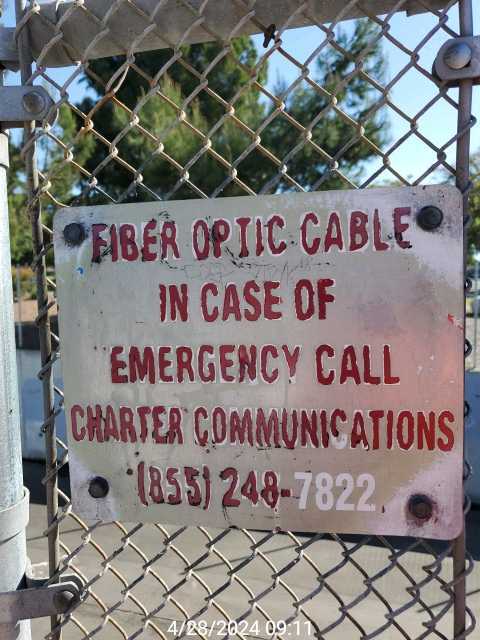 FIBER OPTIC CABLE
IN CASE OF
EMERGENCY CALL
CHARTER COMMUNICATIONS
(855) 248-7822
4/28/2024 09:11